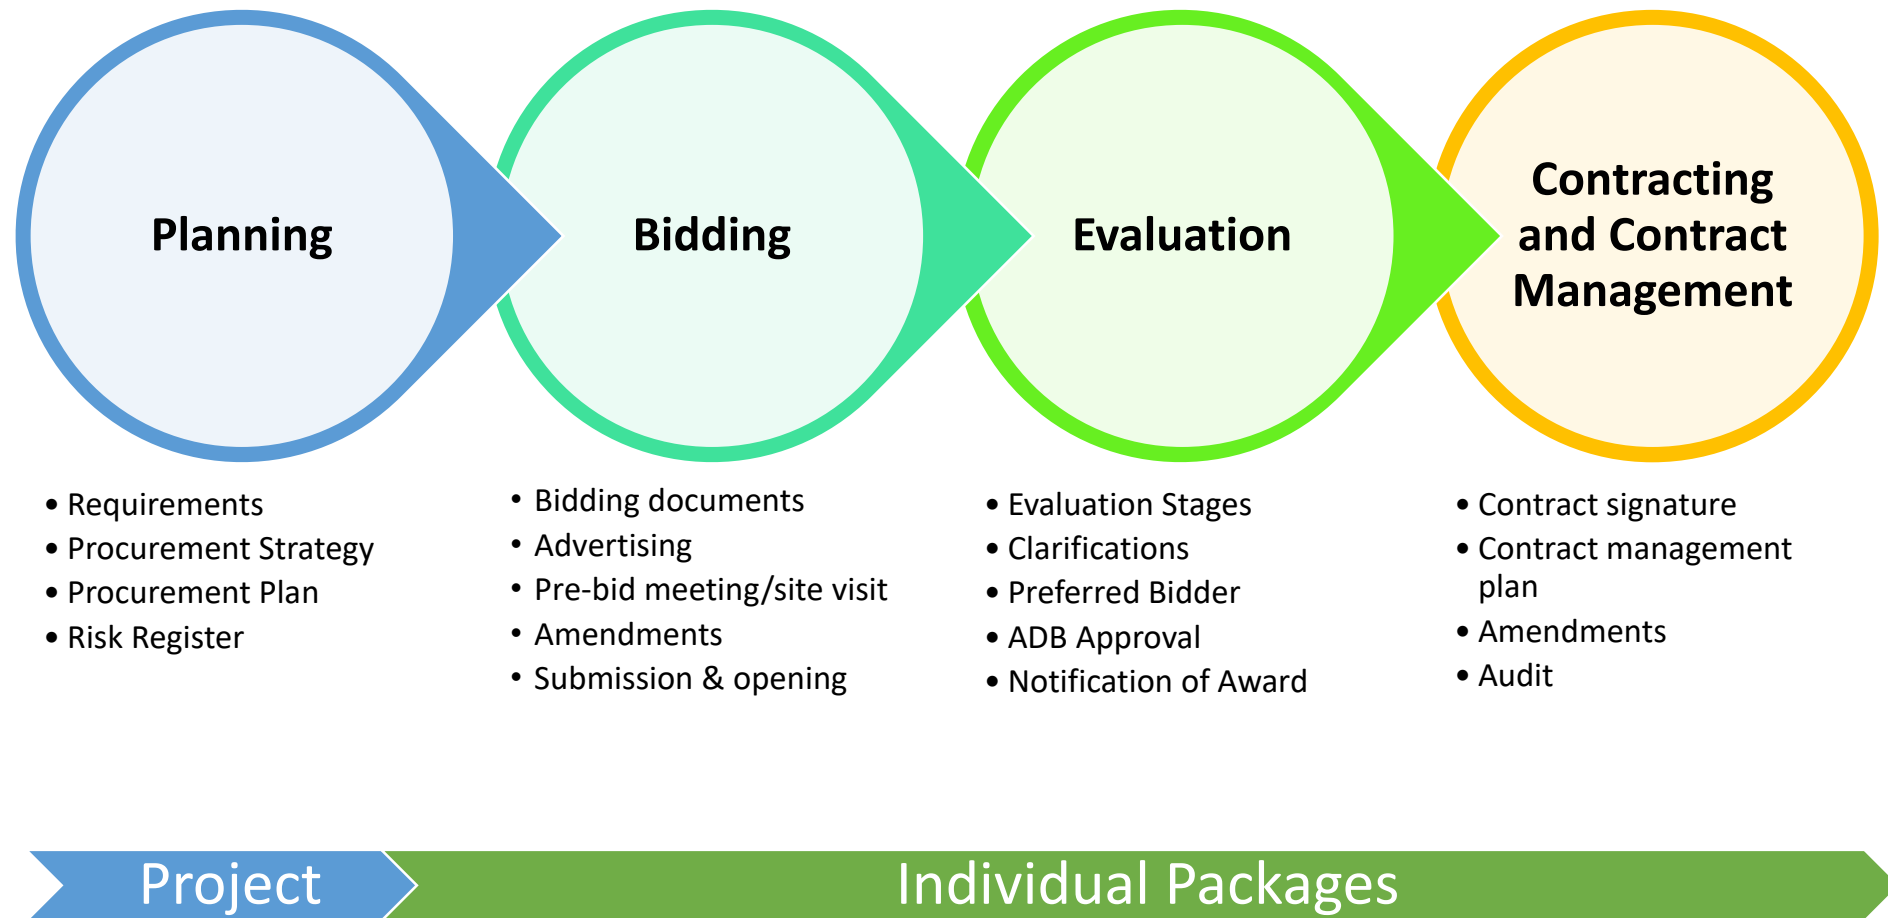 Planning
Bidding
Evaluation
Contracting
and Contract
Management
• Requirements
• Procurement Strategy
• Procurement Plan
• Risk Register
• Bidding documents
• Advertising
• Pre-bid meeting/site visit
• Amendments
• Submission & opening
• Evaluation Stages
• Clarifications
• Preferred Bidder
• ADB Approval
• Notification of Award
• Contract signature
• Contract management
plan
• Amendments
• Audit
Project
Individual Packages